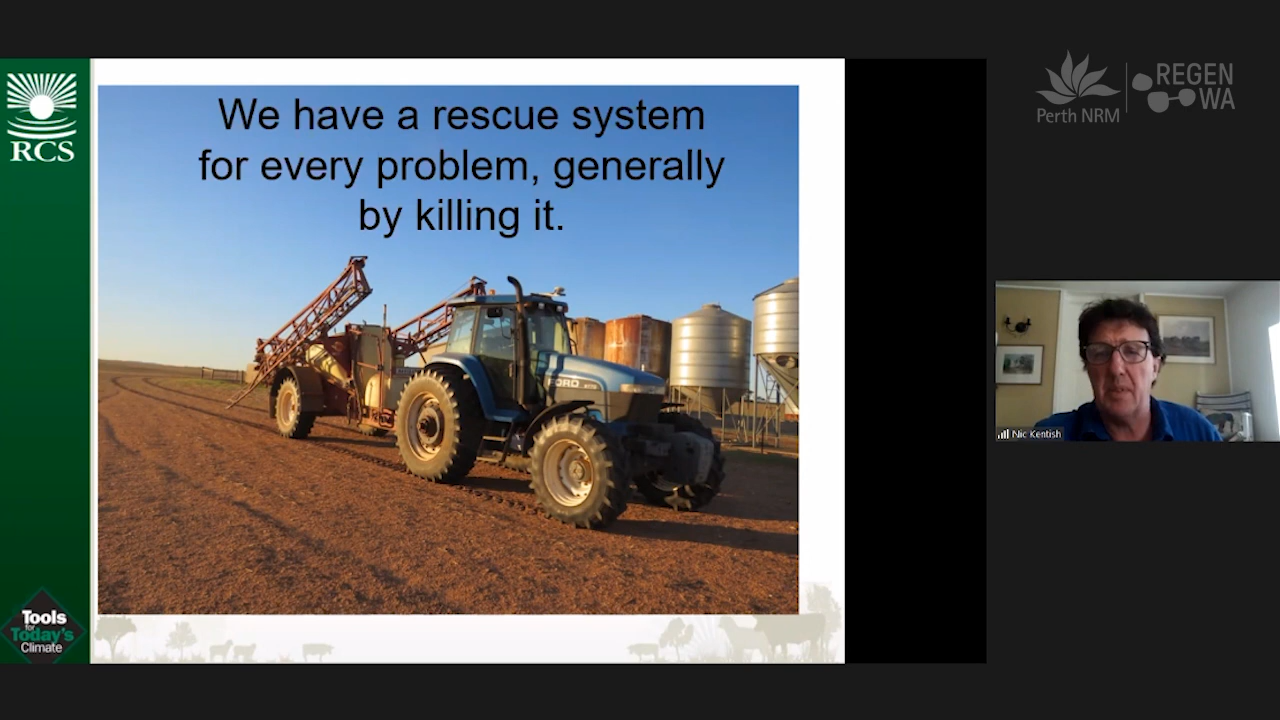 RCS
We have a rescue system
for every problem, generally
by killing it.
FORD
Tools
for
Today's
Climate
Perth NRM
REGEN
WA
Nic Kentish